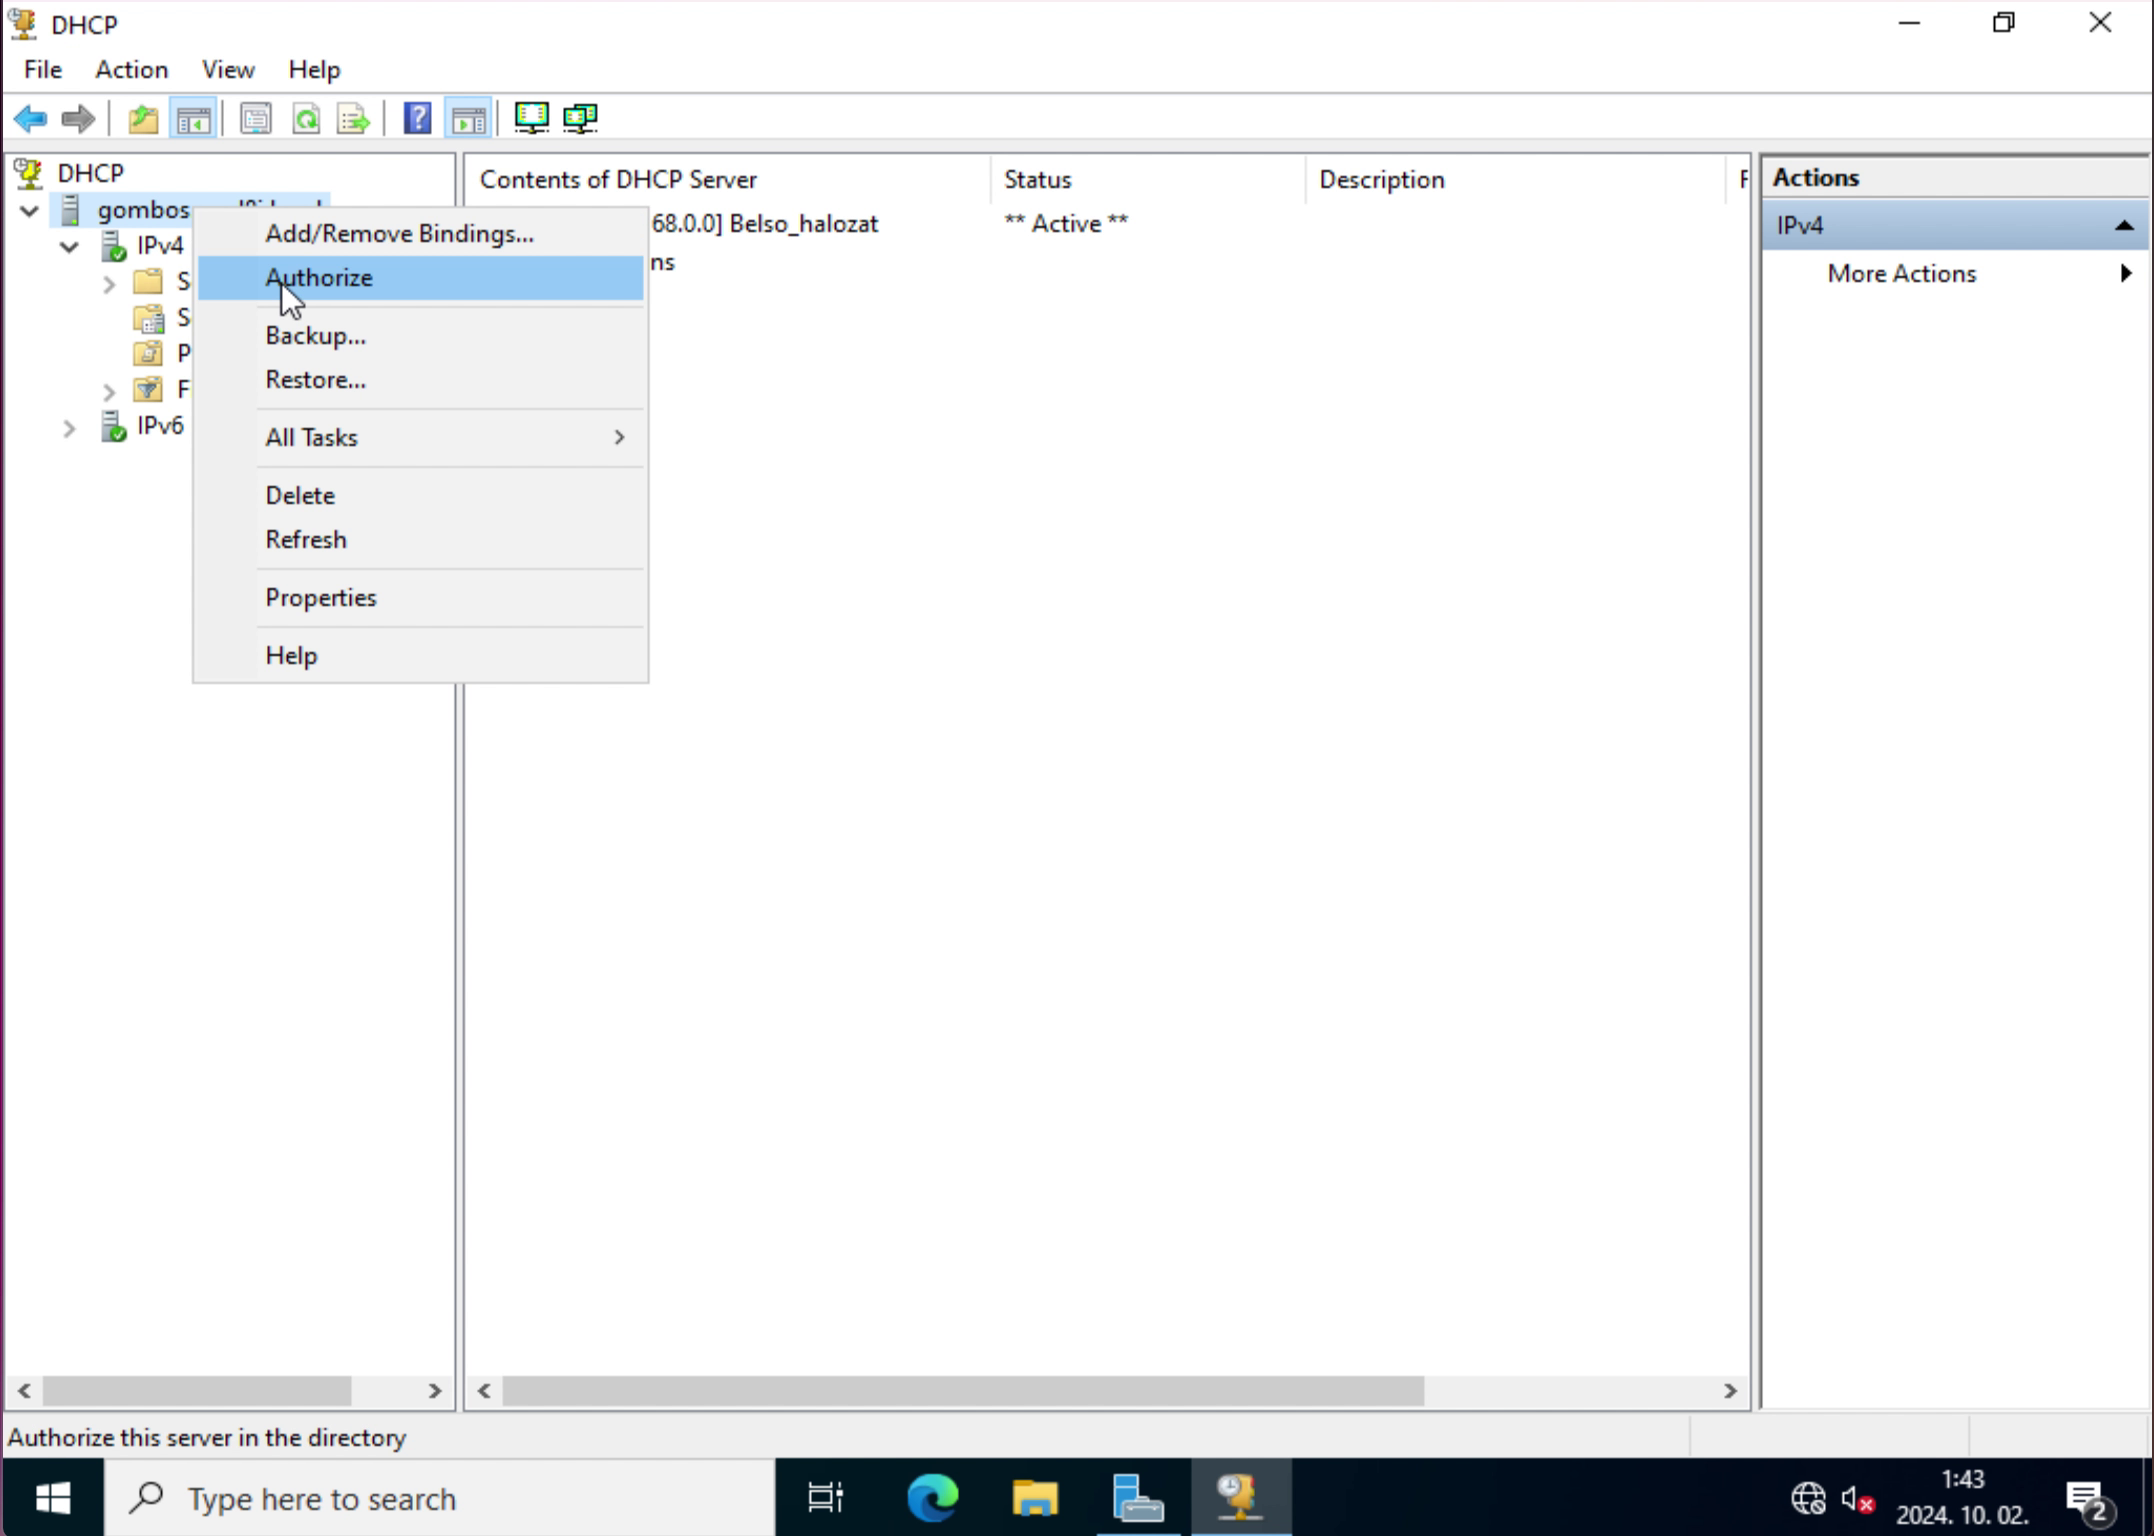 DHCP
File Action View Help
DHCP
gombos
IPv4
S
S
P
F
IPv6
Add/Remove Bindings...
Authorize
Backup...
Restore...
All Tasks
Delete
Refresh
Properties
Help
Contents of DHCP Server Status Description F
68.0.0] Belso_halozat ** Active **
ns
Actions
IPv4
More Actions
Authorize this server in the directory
Type here to search
1:43
2024. 10. 02.
2